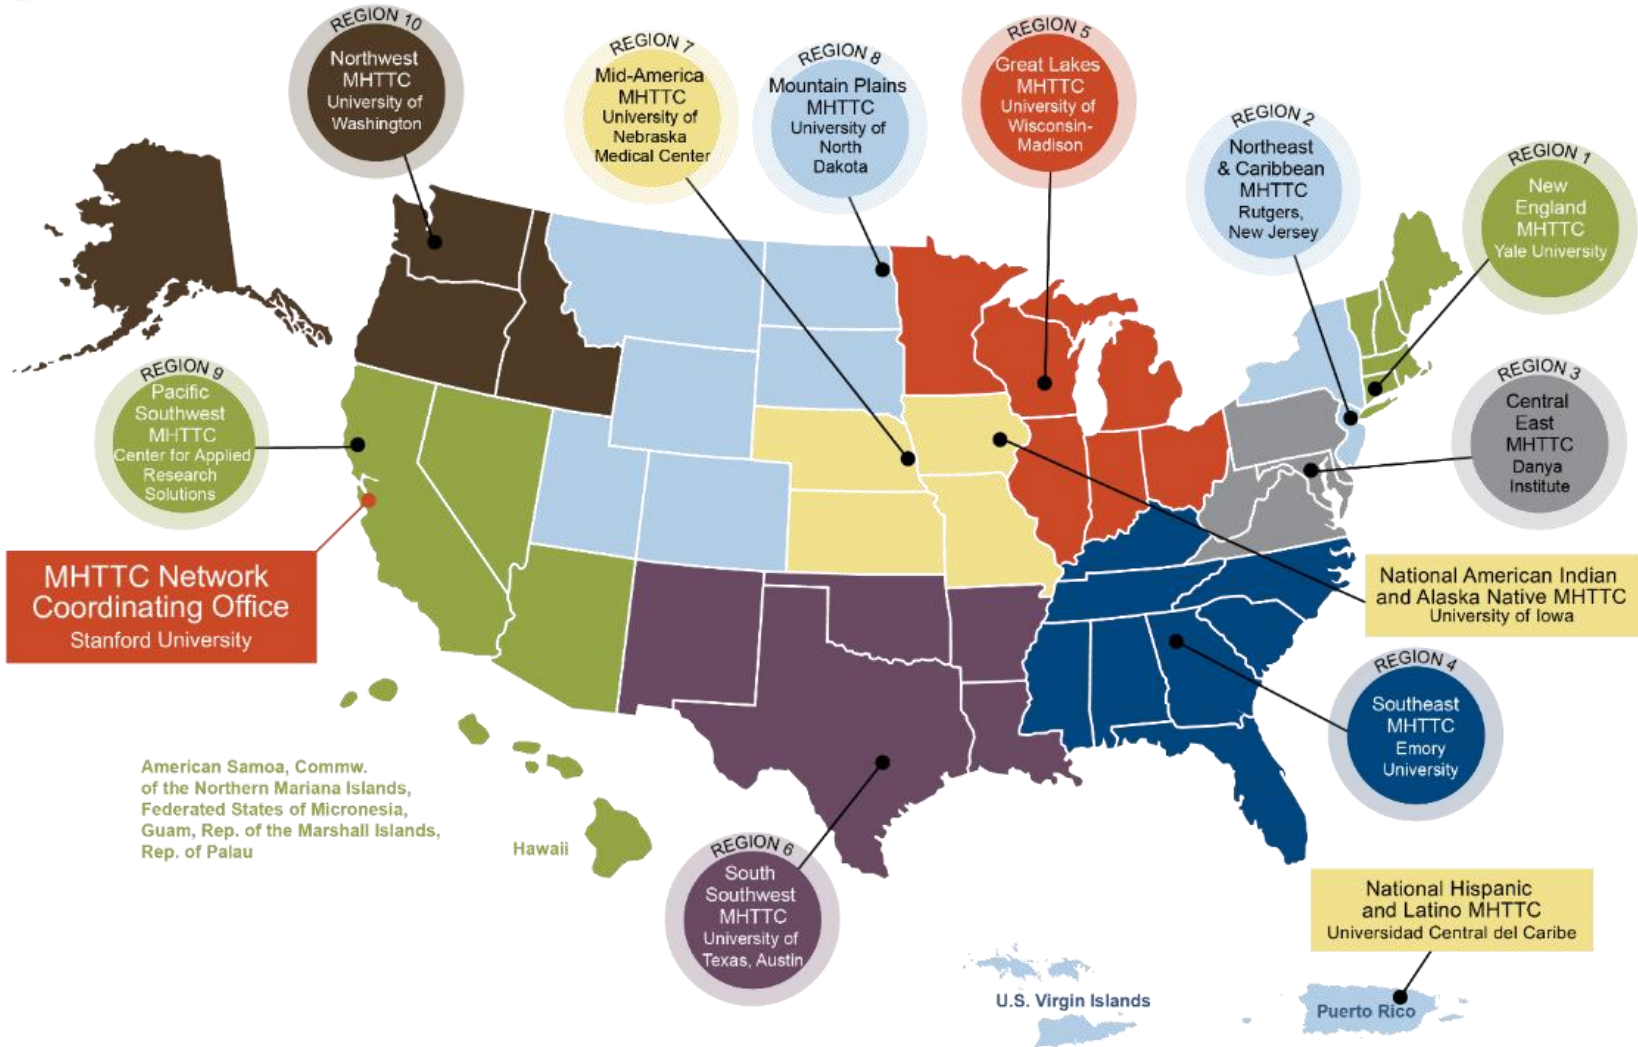 REGION 10
Northwest
MHTTC
University of
Washington
REGION 7
Mid-America
MHTTC
University of
Nebraska
Medical Center
REGION 8
Mountain Plains
MHTTC
University of
North
Dakota
REGION 5
Great Lakes
MHTTC
University of
Wisconsin-
Madison
REGION 2
Northeast
& Caribbean
MHTTC
Rutgers,
New Jersey
REGION 1
New
England
MHTTC
Yale University
REGION 9
Pacific
Southwest
MHTTC
Center for Applied
Research
Solutions
REGION 3
Central
East
MHTTC
Danya
Institute
MHTTC Network
Coordinating Office
Stanford University
National American Indian
and Alaska Native MHTTC
University of Iowa
REGION 4
Southeast
MHTTC
Emory
University
American Samoa, Commw.
of the Northern Mariana Islands,
Federated States of Micronesia,
Guam, Rep. of the Marshall Islands,
Rep. of Palau
Hawaii
REGION 6
South
Southwest
MHTTC
University of
Texas, Austin
National Hispanic
and Latino MHTTC
Universidad Central del Caribe
U.S. Virgin Islands
Puerto Rico